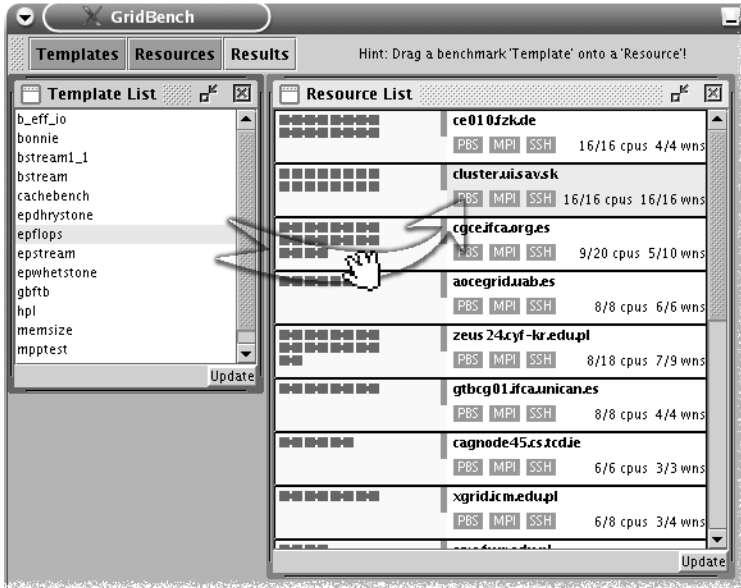 GridBench
Templates Resources Results Hint: Drag a benchmark 'Template' onto a 'Resource'!
Template List
b_eff_io
bonnie
bstream1_1
bstream
cachebench
epdhrystone
epflops
epstream
epwhetstone
gbftb
hpl
memsize
mpptest
Update
Resource List
ce010.fzk.de
PBS MPI SSH 16/16 cpus 4/4 wns
cluster.ui.sav.sk
PBS MPI SSH 16/16 cpus 16/16 wns
cgce.ifca.org.es
PBS MPI SSH 9/20 cpus 5/10 wns
aocegrid.uab.es
PBS MPI SSH 8/8 cpus 6/6 wns
zeus24.cyf-kr.edu.pl
PBS MPI SSH 8/18 cpus 7/9 wns
gtbcg01.ifca.unican.es
PBS MPI SSH 8/8 cpus 4/4 wns
cagnode45.cs.tcd.ie
PBS MPI SSH 6/6 cpus 3/3 wns
xgrid.icm.edu.pl
PBS MPI SSH 6/8 cpus 3/4 wns
Update